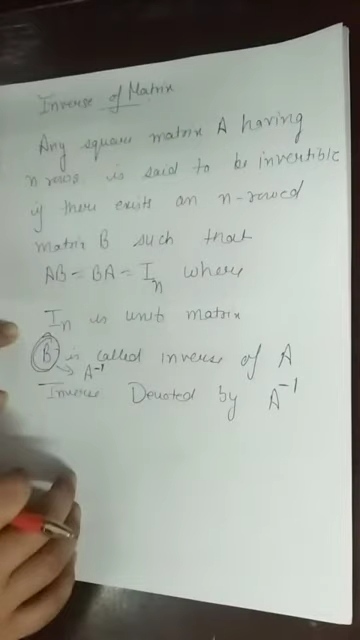 Inverse of Matrix
Any square matrix A having
n rows. is said to be invertible
if there exists an n-rowed
matrix B such that
AB = BA = Iₙ where
Iₙ is unit matrix
B is called inverse of A
A⁻¹
Inverse Denoted by A⁻¹